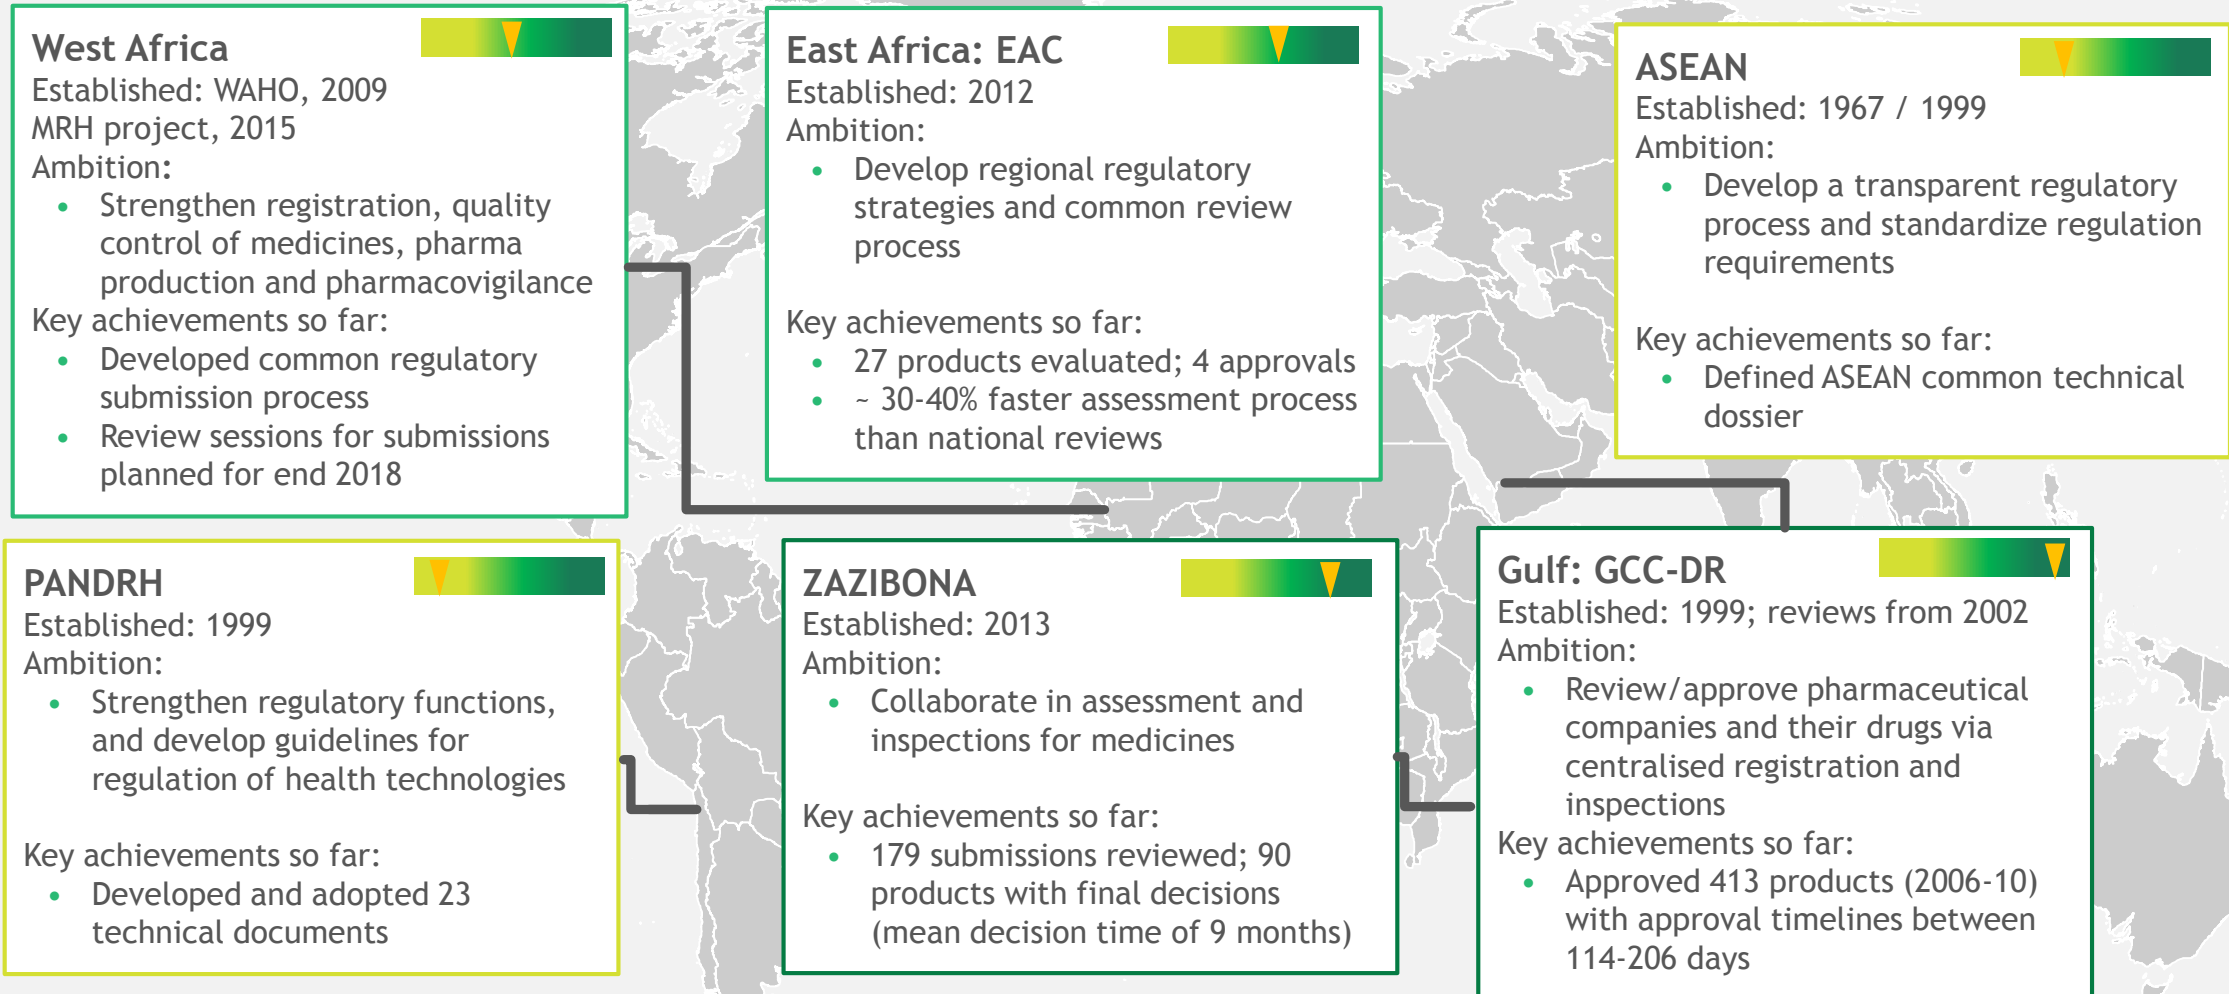 West Africa
Established: WAHO, 2009
MRH project, 2015
Ambition:
• Strengthen registration, quality
control of medicines, pharma
production and pharmacovigilance
Key achievements so far:
• Developed common regulatory
submission process
• Review sessions for submissions
planned for end 2018
East Africa: EAC
Established: 2012
Ambition:
• Develop regional regulatory
strategies and common review
process
Key achievements so far:
• 27 products evaluated; 4 approvals
• ~ 30-40% faster assessment process
than national reviews
ASEAN
Established: 1967 / 1999
Ambition:
• Develop a transparent regulatory
process and standardize regulation
requirements
Key achievements so far:
• Defined ASEAN common technical
dossier
PANDRH
Established: 1999
Ambition:
• Strengthen regulatory functions,
and develop guidelines for
regulation of health technologies
Key achievements so far:
• Developed and adopted 23
technical documents
ZAZIBONA
Established: 2013
Ambition:
• Collaborate in assessment and
inspections for medicines
Key achievements so far:
• 179 submissions reviewed; 90
products with final decisions
(mean decision time of 9 months)
Gulf: GCC-DR
Established: 1999; reviews from 2002
Ambition:
• Review/approve pharmaceutical
companies and their drugs via
centralised registration and
inspections
Key achievements so far:
• Approved 413 products (2006-10)
with approval timelines between
114-206 days